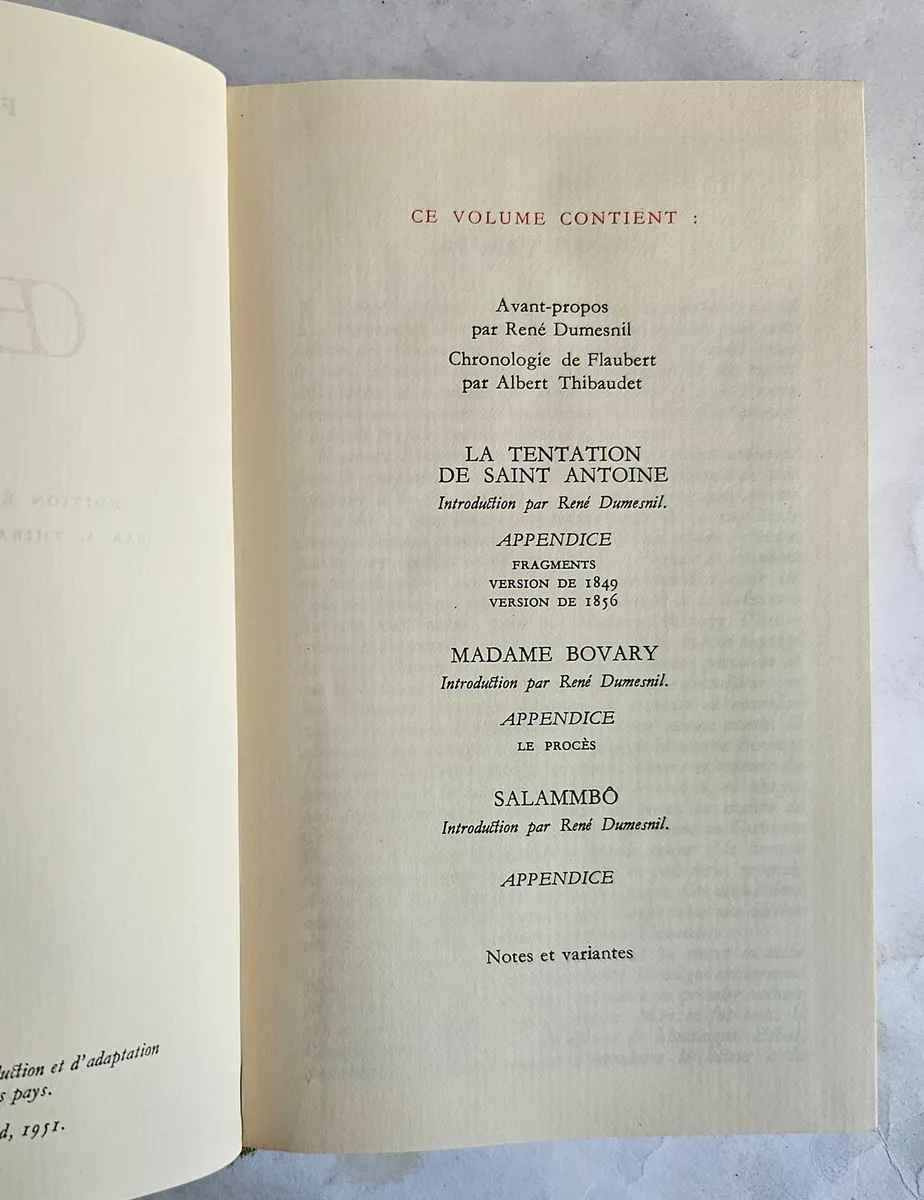 uction et d'adaptation
s pays.
d, 1951.
CE VOLUME CONTIENT :
Avant-propos
par René Dumesnil
Chronologie de Flaubert
par Albert Thibaudet
LA TENTATION
DE SAINT ANTOINE
Introduction par René Dumesnil.
APPENDICE
FRAGMENTS
VERSION DE 1849
VERSION DE 1856
MADAME BOVARY
Introduction par René Dumesnil.
APPENDICE
LE PROCÈS
SALAMMBÔ
Introduction par René Dumesnil.
APPENDICE
Notes et variantes